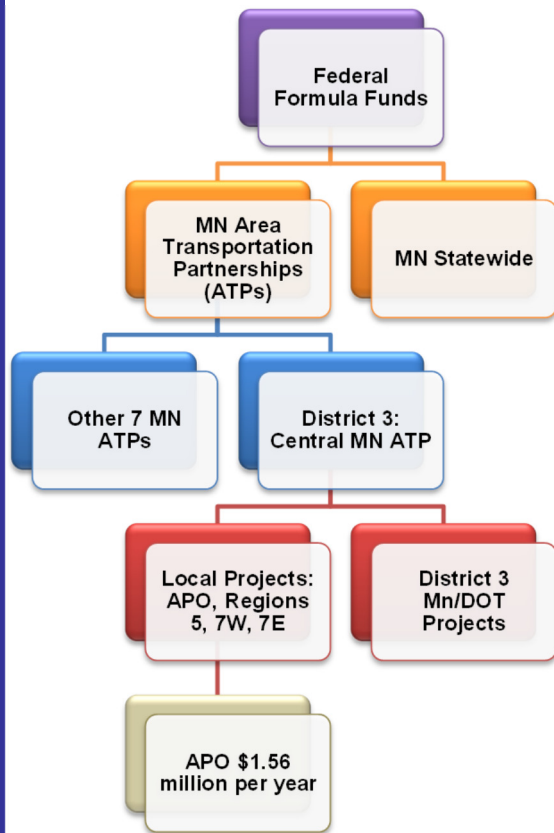 Federal
Formula Funds
MN Area
Transportation
Partnerships
(ATPs)
MN Statewide
Other 7 MN
ATPs
District 3:
Central MN ATP
Local Projects:
APO, Regions
5, 7W, 7E
District 3
Mn/DOT
Projects
APO $1.56
million per year